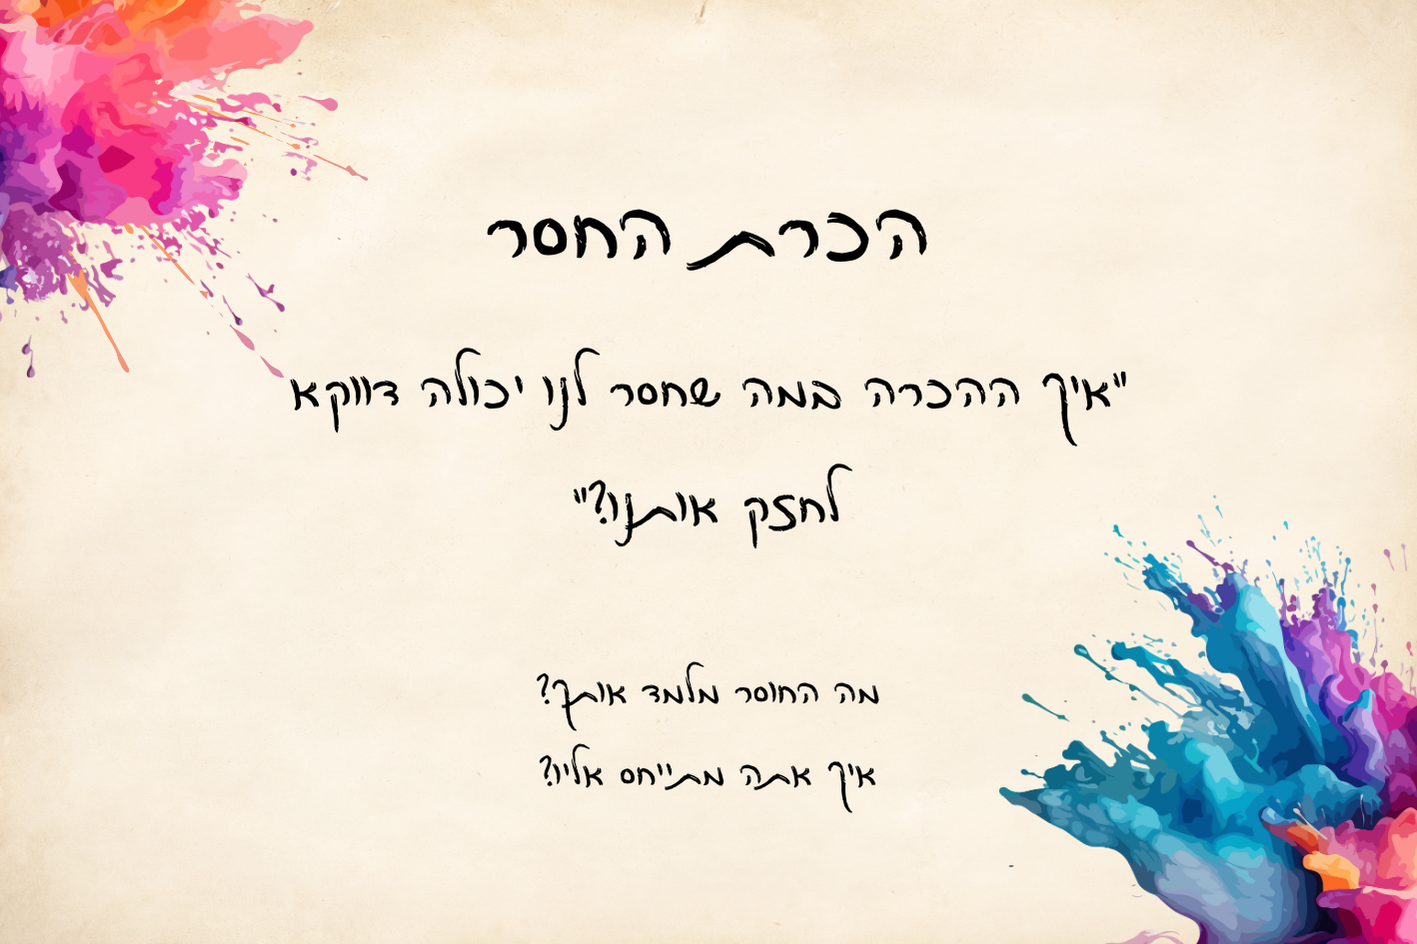 הכרת החסר
"איך ההכרה במה שחסר לנו יכולה דווקא
לחזק אותנו?"
מה החוסר מלמד אותך?
איך אתה מתייחס אליו?